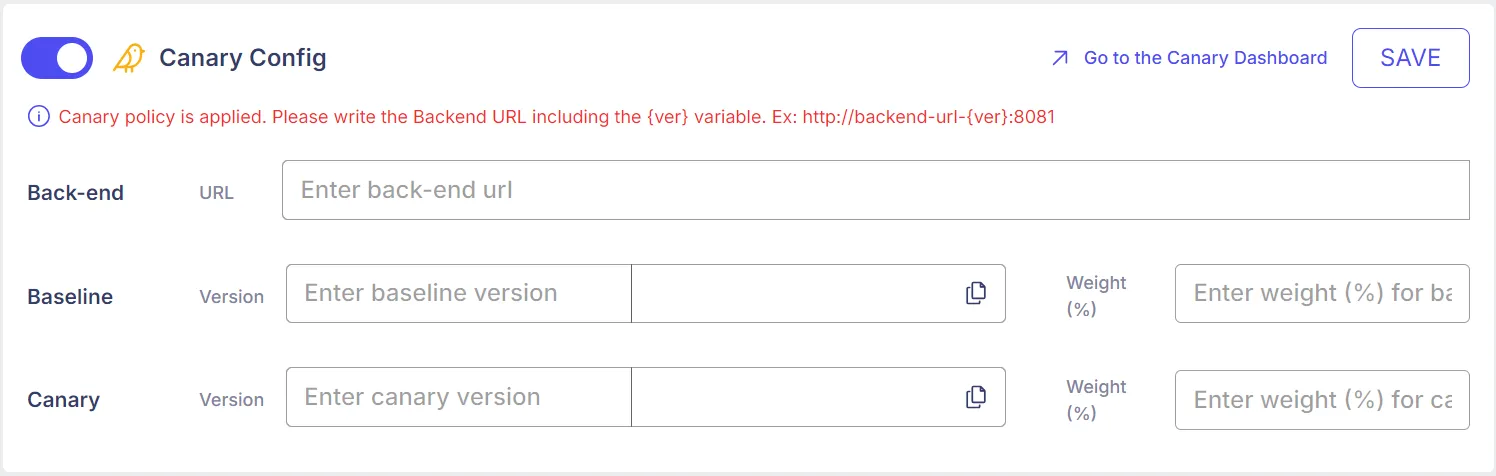 Canary Config
Go to the Canary Dashboard
SAVE
Canary policy is applied. Please write the Backend URL including the {ver} variable. Ex: http://backend-url-{ver}:8081
Back-end URL Enter back-end url
Baseline Version Enter baseline version Weight (%) Enter weight (%) for ba
Canary Version Enter canary version Weight (%) Enter weight (%) for ca